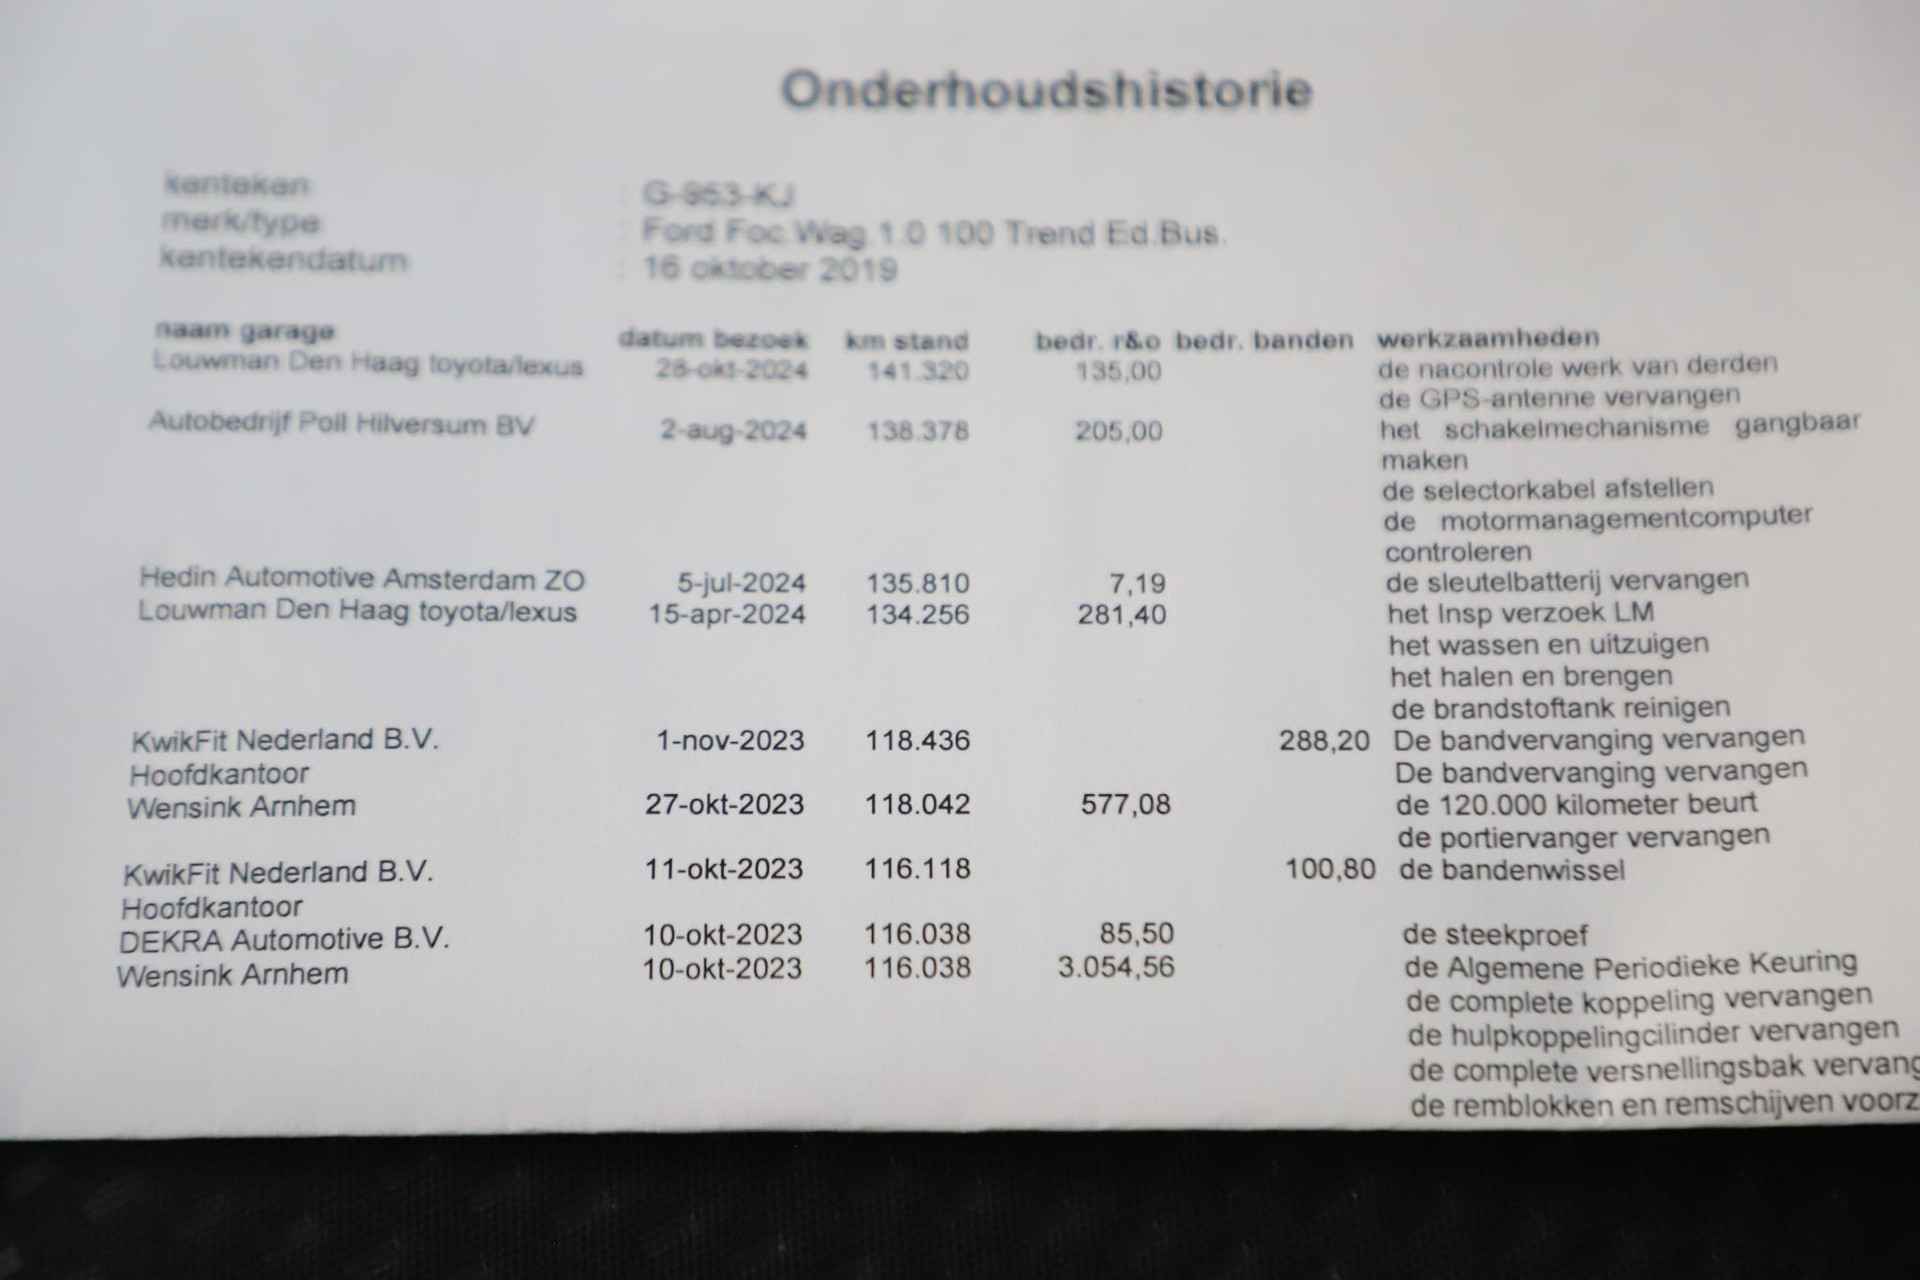 Onderhoudshistorie
kenteken : G-953-KJ
merk/type : Ford Foc.Wag.1.0 100 Trend Ed.Bus.
kentekendatum : 16 oktober 2019
naam garage datum bezoek km stand bedr. r&o bedr. banden werkzaamheden
Louwman Den Haag toyota/lexus 28-okt-2024 141.320 135,00 de nacontrole werk van derden
de GPS-antenne vervangen
Autobedrijf Poll Hilversum BV 2-aug-2024 138.378 205,00 het schakelmechanisme gangbaar
maken
de selectorkabel afstellen
de motormanagementcomputer
controleren
Hedin Automotive Amsterdam ZO 5-jul-2024 135.810 7,19 de sleutelbatterij vervangen
Louwman Den Haag toyota/lexus 15-apr-2024 134.256 281,40 het Insp verzoek LM
het wassen en uitzuigen
het halen en brengen
de brandstoftank reinigen
KwikFit Nederland B.V. 1-nov-2023 118.436 288,20 De bandvervanging vervangen
Hoofdkantoor De bandvervanging vervangen
Wensink Arnhem 27-okt-2023 118.042 577,08 de 120.000 kilometer beurt
de portiervanger vervangen
KwikFit Nederland B.V. 11-okt-2023 116.118 100,80 de bandenwissel
Hoofdkantoor
DEKRA Automotive B.V. 10-okt-2023 116.038 85,50 de steekproef
Wensink Arnhem 10-okt-2023 116.038 3.054,56 de Algemene Periodieke Keuring
de complete koppeling vervangen
de hulpkoppelingcilinder vervangen
de complete versnellingsbak vervang
de remblokken en remschijven voorz